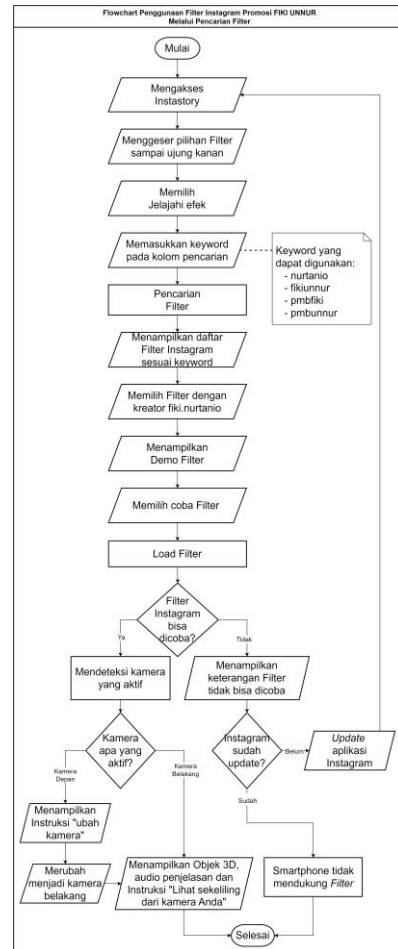 Flowchart Penggunaan Filter Instagram Promosi FIKI UNNUR
Melalui Pencarian Filter
Mulai
Mengakses
Instastory
Menggeser pilihan Filter
sampai ujung kanan
Memilih
Jelajahi efek
Memasukkan keyword
pada kolom pencarian
Keyword yang
dapat digunakan:
- nurtanio
- fikiunnur
- pmbfiki
- pmbunnur
Pencarian
Filter
Menampilkan daftar
Filter Instagram
sesuai keyword
Memilih Filter dengan
kreator fiki.nurtanio
Menampilkan
Demo Filter
Memilih coba Filter
Load Filter
Filter
Instagram
bisa
dicoba?
Ya
Tidak
Mendeteksi kamera
yang aktif
Menampilkan
keterangan Filter
tidak bisa dicoba
Kamera
apa yang
aktif?
Instagram
sudah
update?
Belum
Update
aplikasi
Instagram
Kamera
Depan
Kamera
Belakang
Sudah
Menampilkan
Instruksi "ubah
kamera"
Merubah
menjadi kamera
belakang
Menampilkan Objek 3D,
audio penjelasan dan
Instruksi "Lihat sekeliling
dari kamera Anda"
Smartphone tidak
mendukung Filter
Selesai